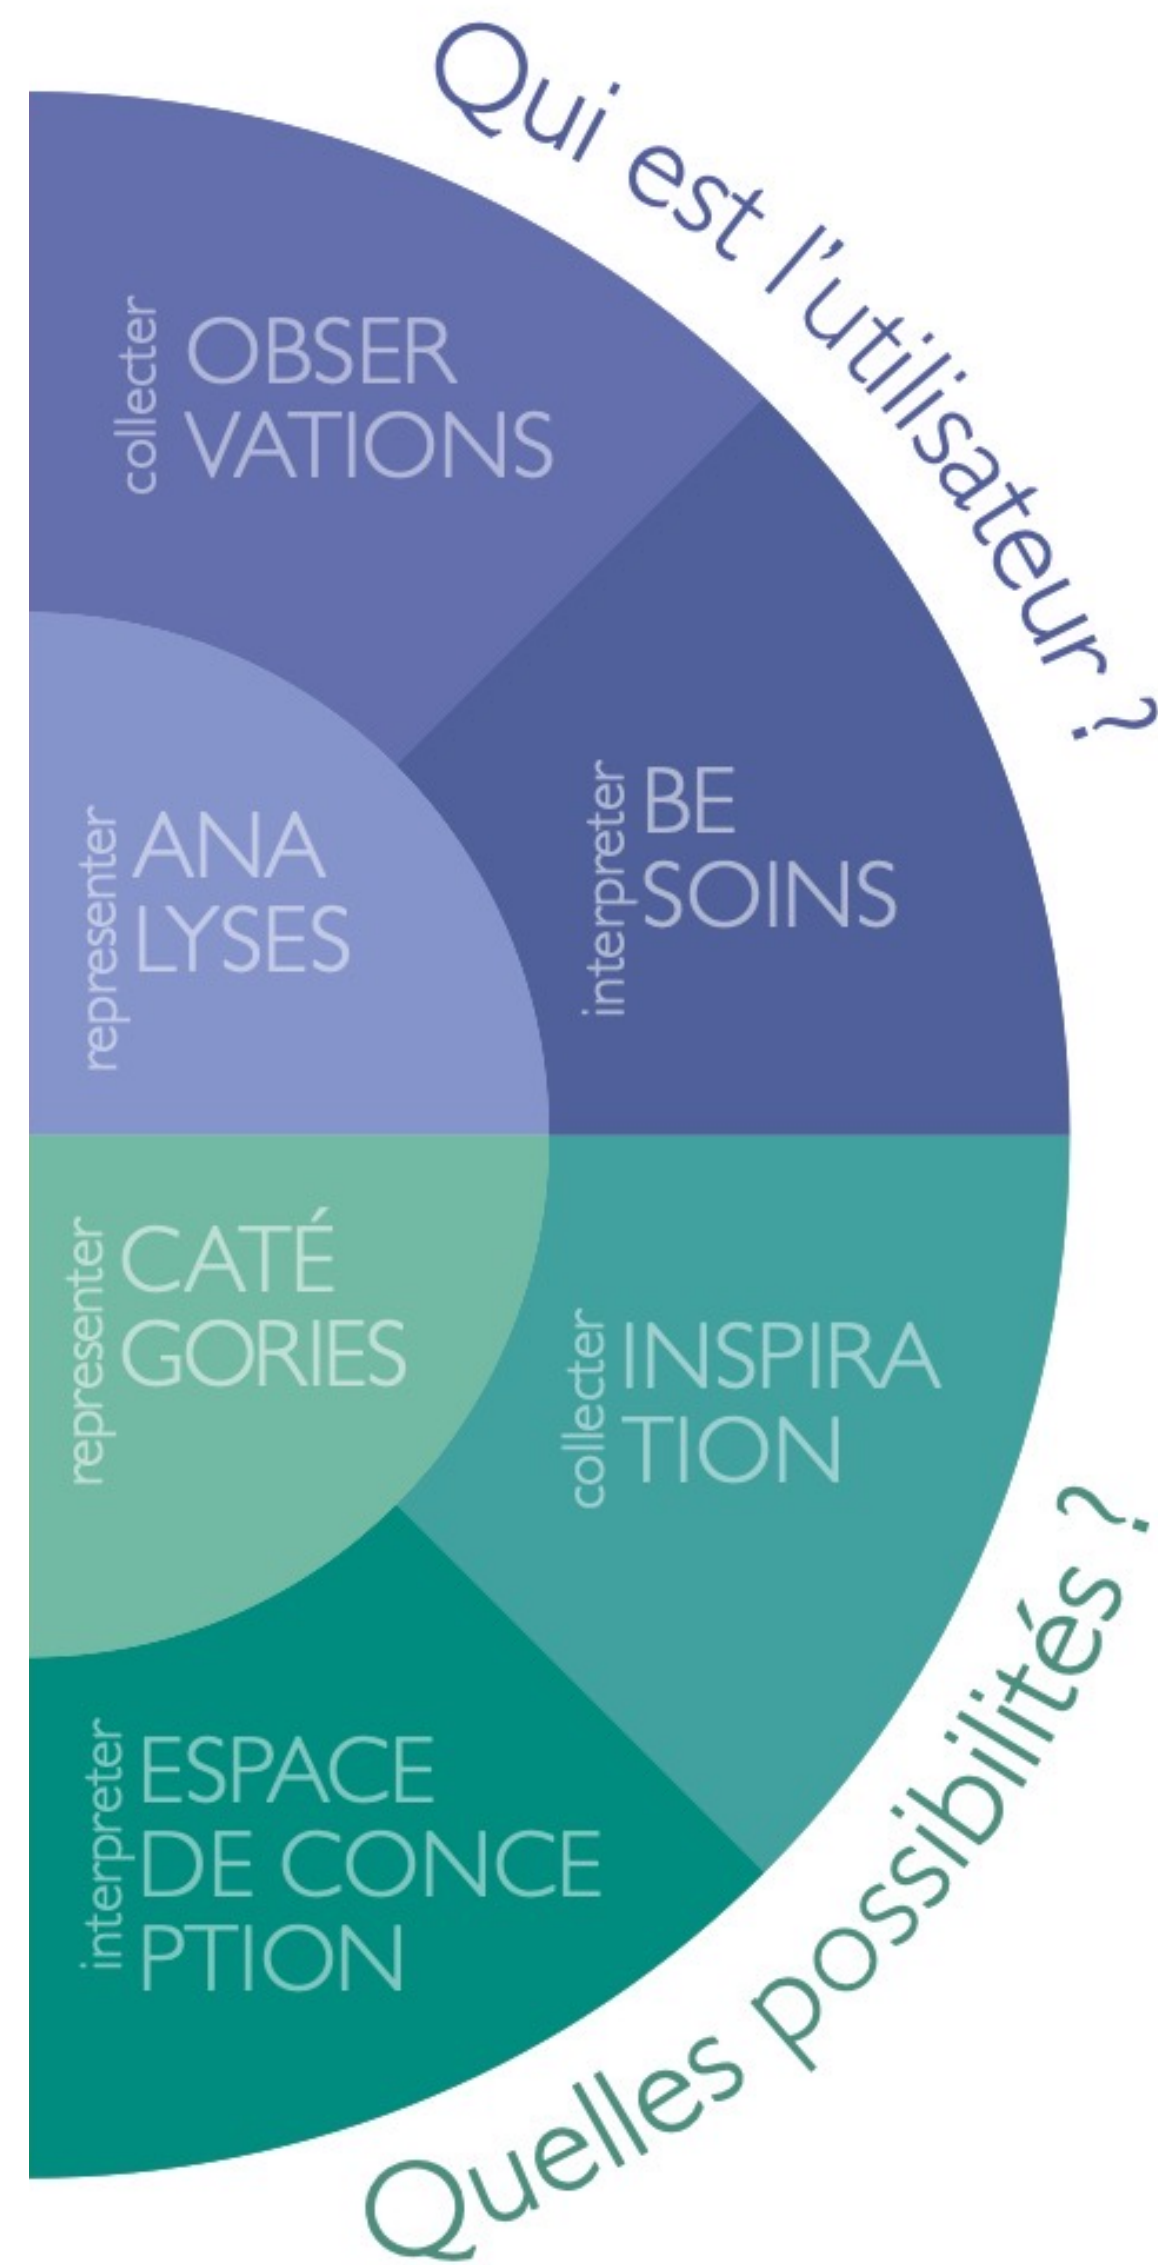 Qui est l'utilisateur ?
collecter
OBSER
VATIONS
interpreter
BE
SOINS
representer
ANA
LYSES
representer
CATÉ
GORIES
collecter
INSPIRA
TION
interpreter
ESPACE
DE CONCE
PTION
Quelles possibilités ?